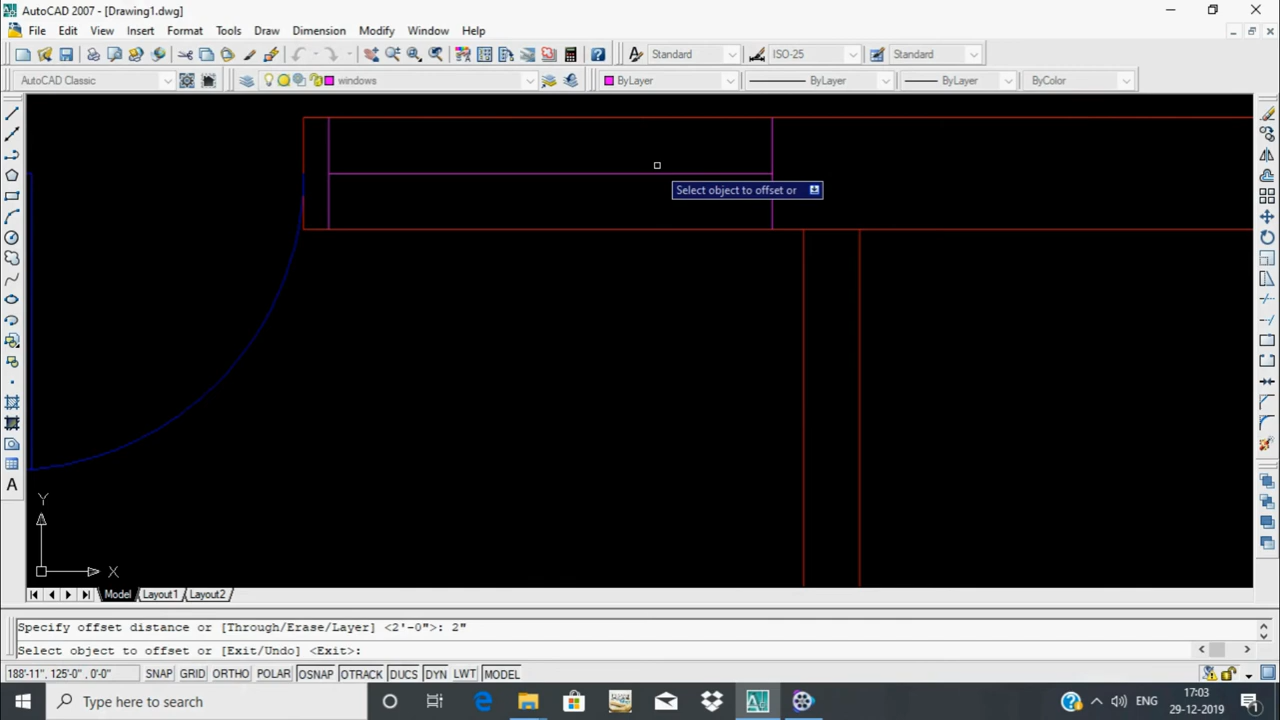 AutoCAD 2007 - [Drawing1.dwg]
File Edit View Insert Format Tools Draw Dimension Modify Window Help
Standard ISO-25 Standard
AutoCAD Classic windows ByLayer ByLayer ByLayer ByColor
Select object to offset or
Y
X
Model Layout1 Layout2
Specify offset distance or [Through/Erase/Layer] <2'-0">: 2"
Select object to offset or [Exit/Undo] <Exit>:
188'-11", 125'-0" , 0'-0" SNAP GRID ORTHO POLAR OSNAP OTRACK DUCS DYN LWT MODEL
Type here to search
ENG
17:03
29-12-2019